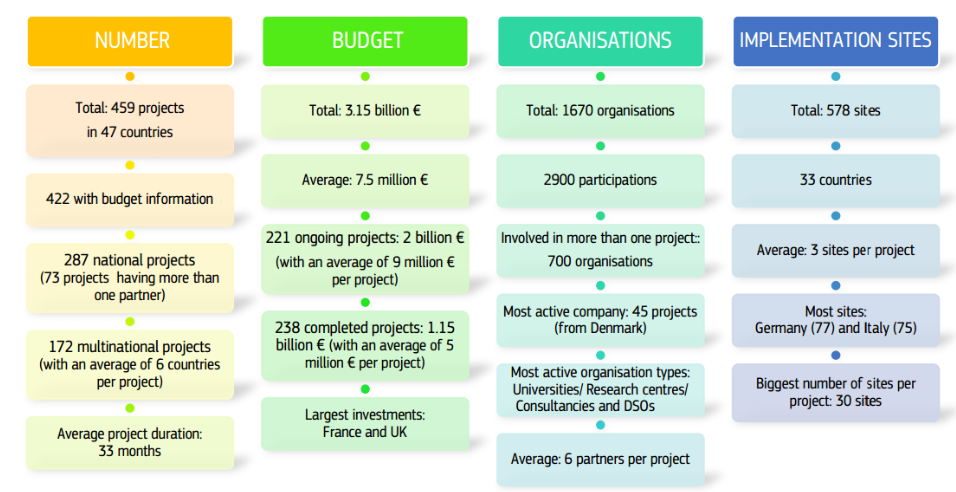 NUMBER
Total: 459 projects
in 47 countries
422 with budget information
287 national projects
(73 projects having more than
one partner)
172 multinational projects
(with an average of 6 countries
per project)
Average project duration:
33 months
BUDGET
Total: 3.15 billion €
Average: 7.5 million €
221 ongoing projects: 2 billion €
(with an average of 9 million €
per project)
238 completed projects: 1.15
billion € (with an average of 5
million € per project)
Largest investments:
France and UK
ORGANISATIONS
Total: 1670 organisations
2900 participations
Involved in more than one project::
700 organisations
Most active company: 45 projects
(from Denmark)
Most active organisation types:
Universities/ Research centres/
Consultancies and DSOs
Average: 6 partners per project
IMPLEMENTATION SITES
Total: 578 sites
33 countries
Average: 3 sites per project
Most sites:
Germany (77) and Italy (75)
Biggest number of sites per
project: 30 sites